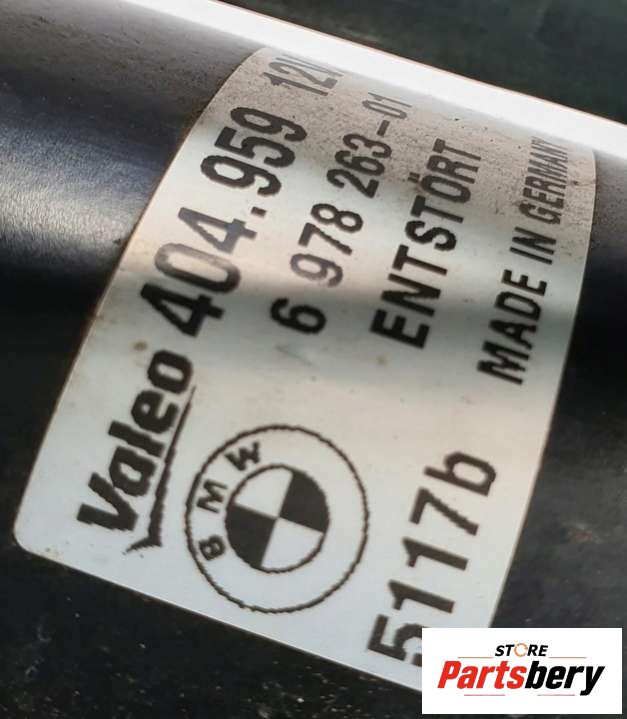 Valeo 404.959 12V
6 978 263-01
BMW
ENTSTÖRT
5117b
MADE IN GERMANY
STORE
Partsbery